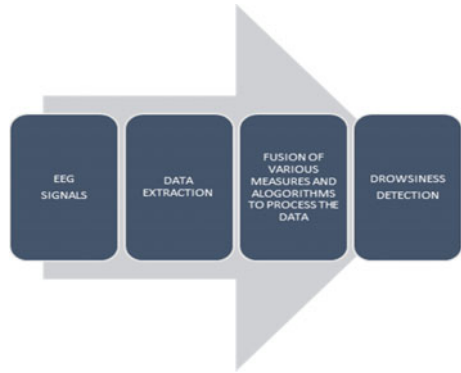 EEG
SIGNALS
DATA
EXTRACTION
FUSION OF
VARIOUS
MEASURES AND
ALOGORITHMS
TO PROCESS THE
DATA
DROWSINESS
DETECTION